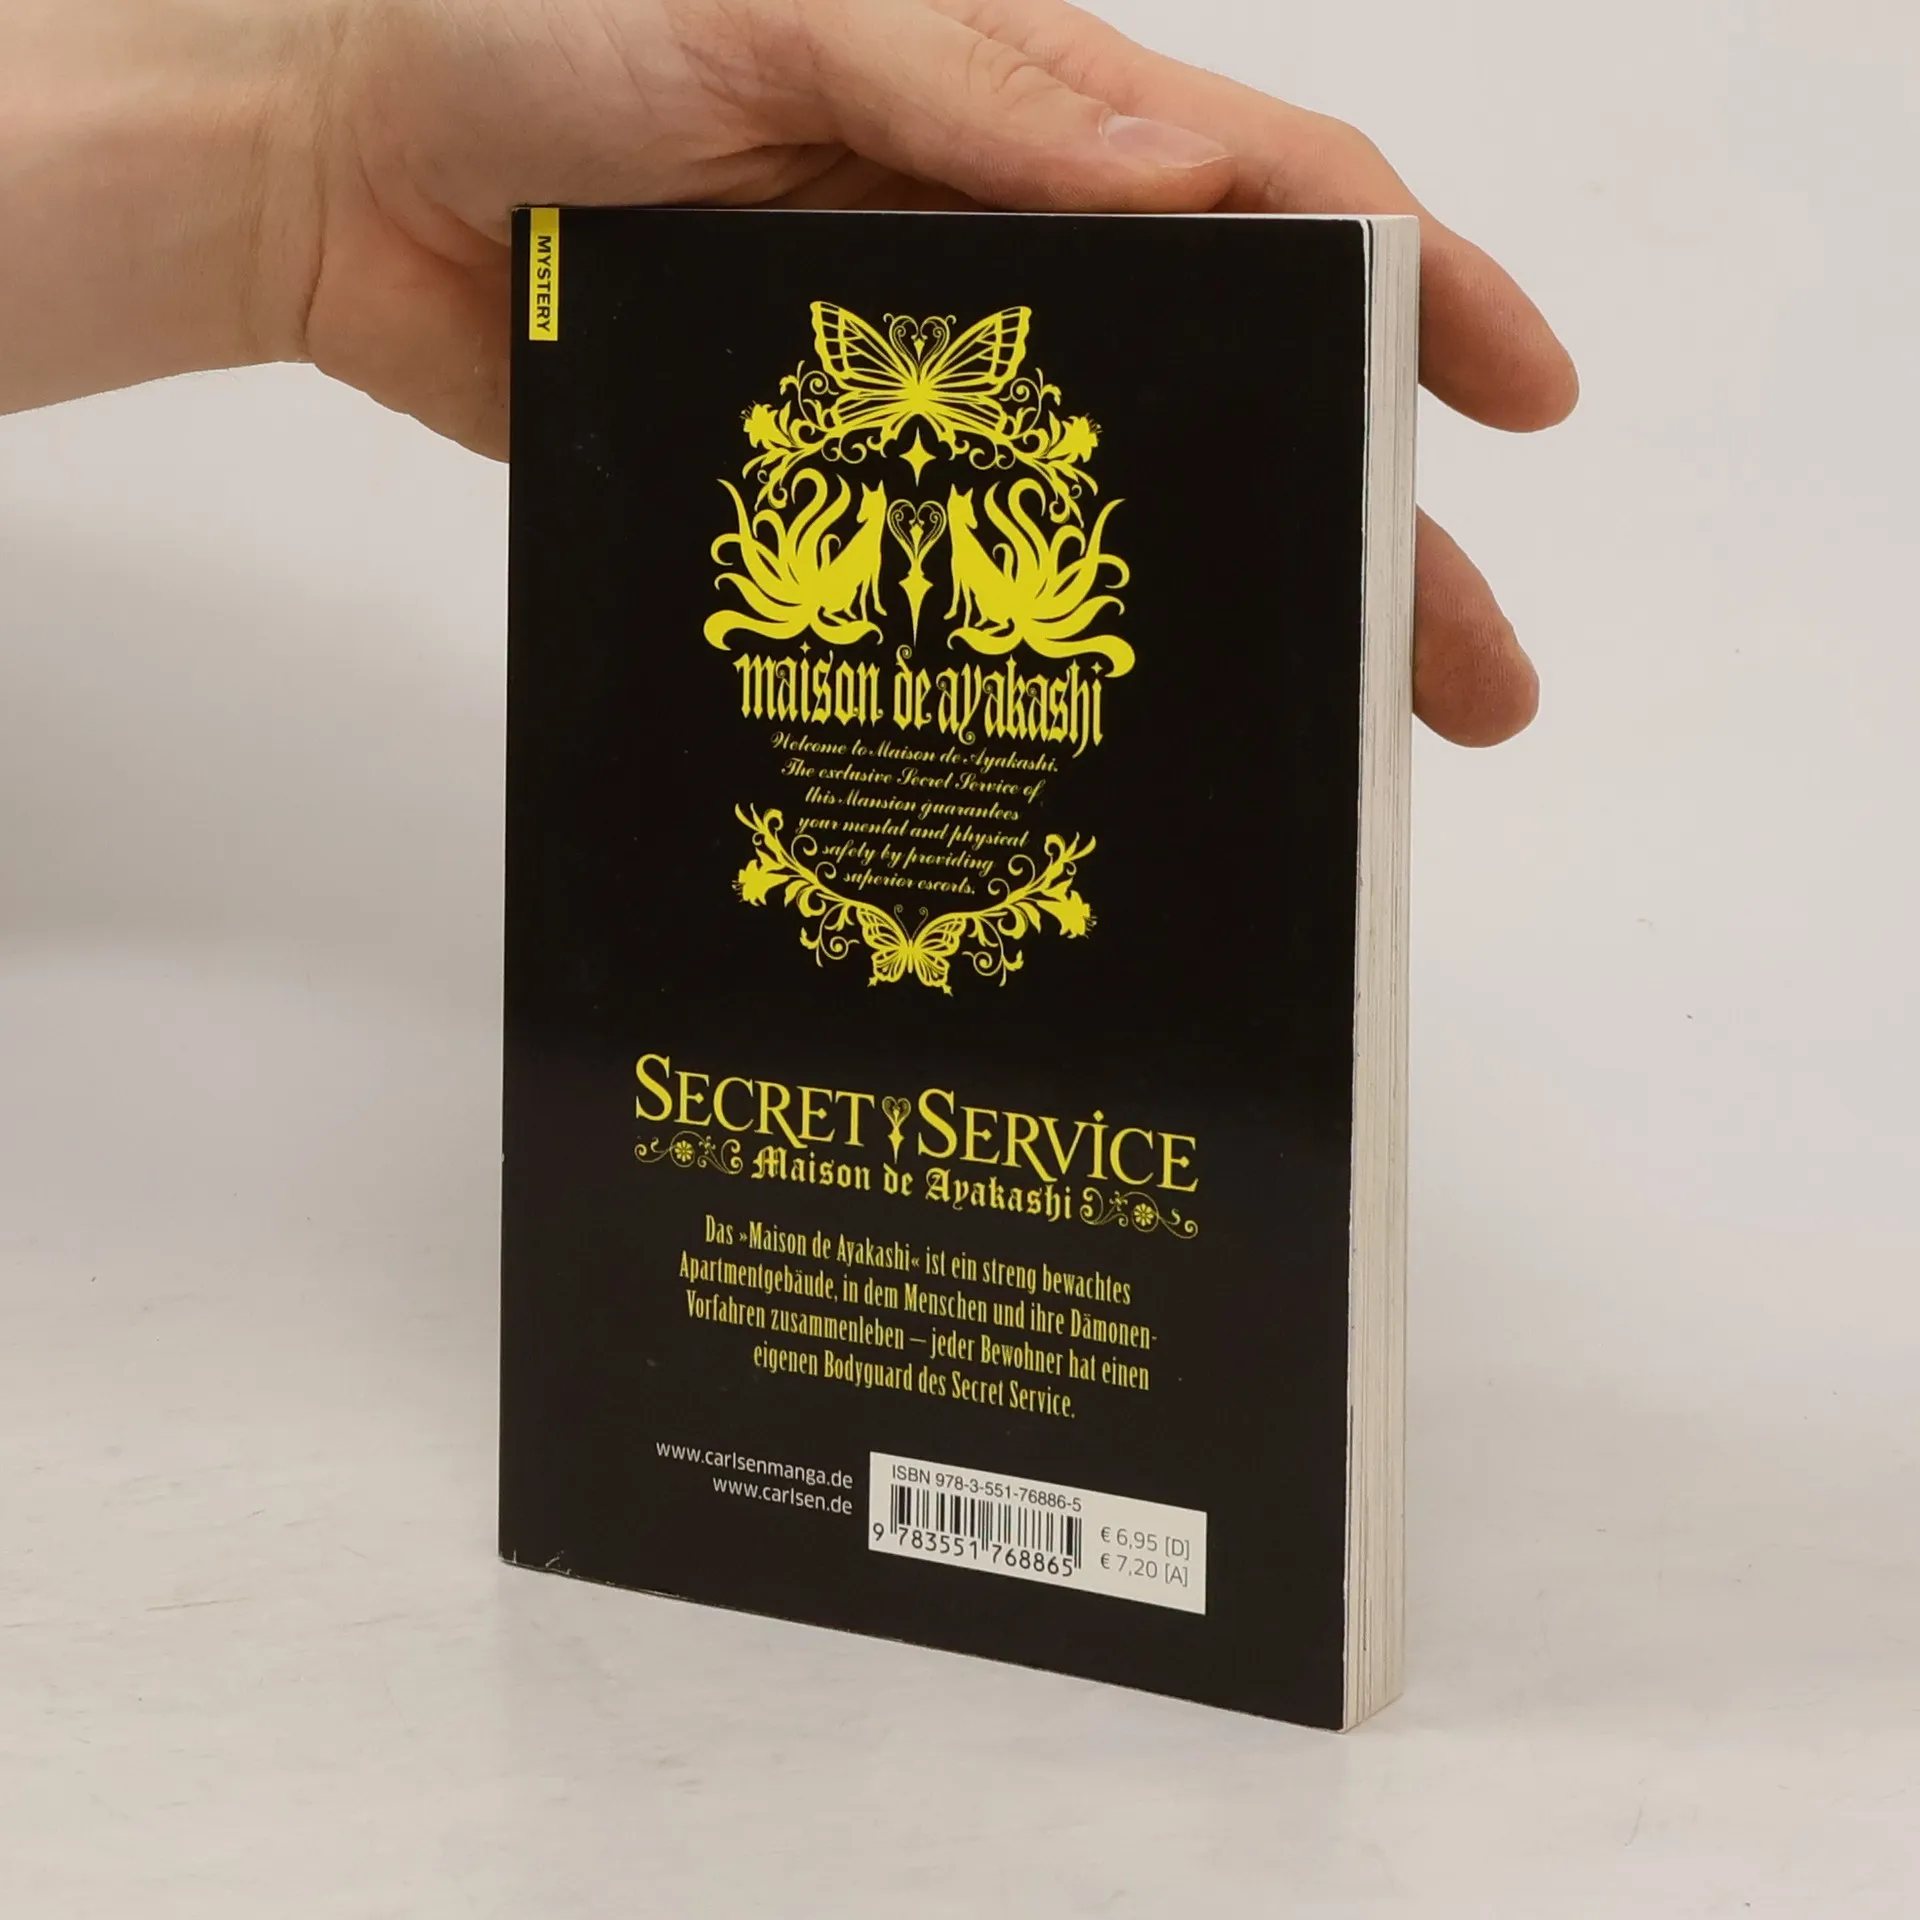 MYSTERY
maison de ayakashi
Welcome to Maison de Ayakashi.
The exclusive Secret Service of
this Mansion guarantees
your mental and physical
safety by providing
superior escorts.
SECRET SERVICE
Maison de Ayakashi
Das »Maison de Ayakashi« ist ein streng bewachtes
Apartmentgebäude, in dem Menschen und ihre Dämonen-
Vorfahren zusammenleben – jeder Bewohner hat einen
eigenen Bodyguard des Secret Service.
www.carlsenmanga.de
www.carlsen.de
ISBN 978-3-551-76886-5
9 783551 768865
€ 6,95 [D]
€ 7,20 [A]